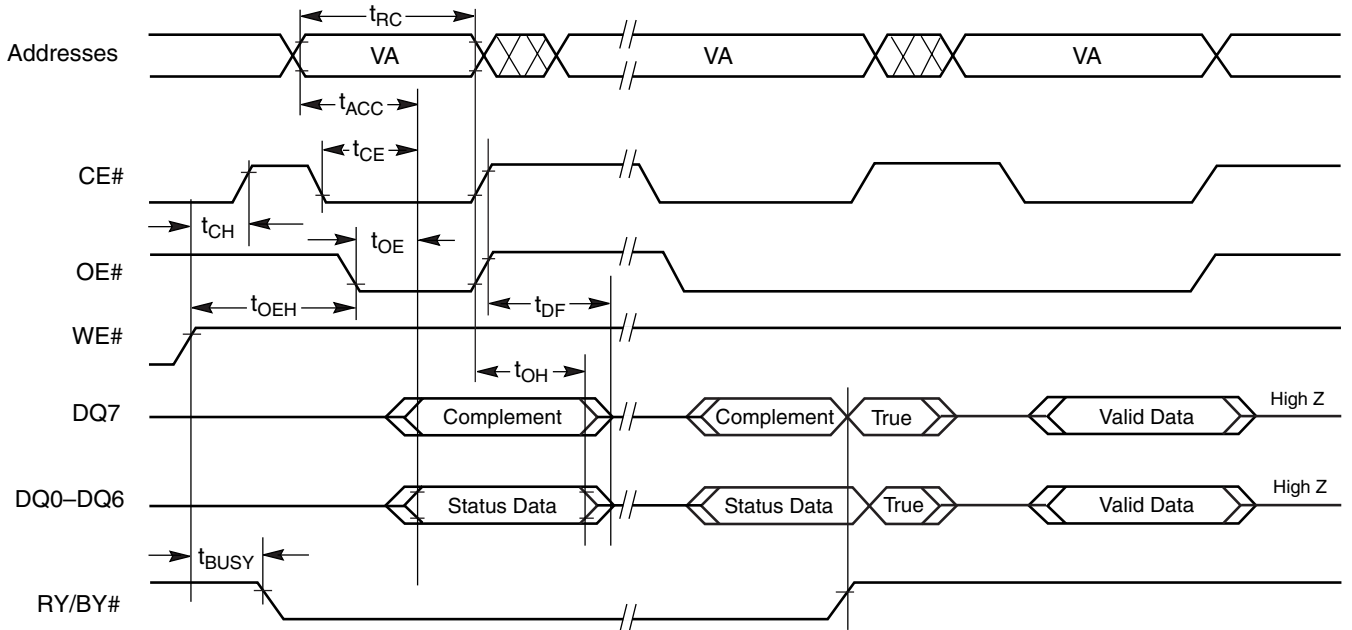 tRC
Addresses VA VA VA
tACC
tCE
CE#
tCH
tOE
OE#
tOEH tDF
WE#
tOH
DQ7 Complement Complement True Valid Data High Z
DQ0–DQ6 Status Data Status Data True Valid Data High Z
tBUSY
RY/BY#